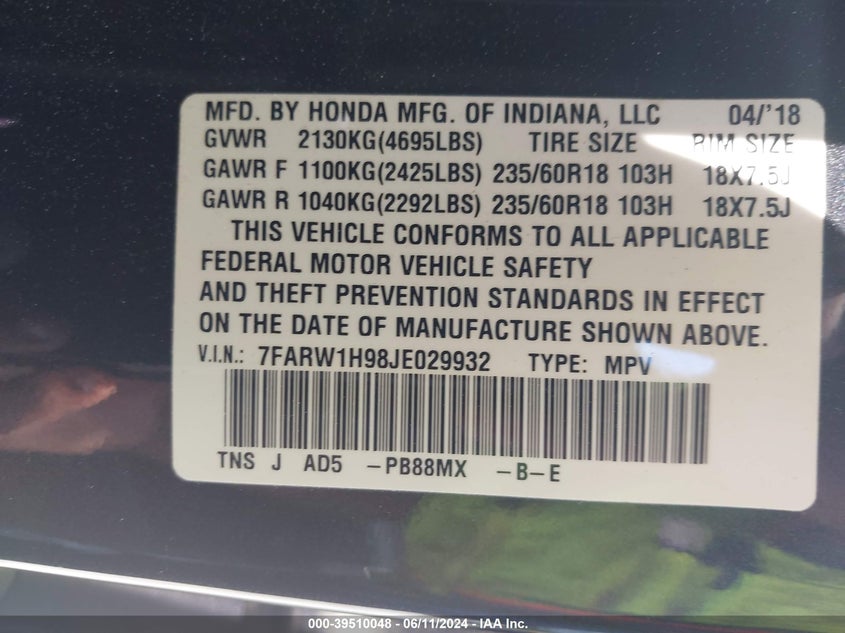 MFD. BY HONDA MFG. OF INDIANA, LLC 04/'18
GVWR 2130KG(4695LBS) TIRE SIZE RIM SIZE
GAWR F 1100KG(2425LBS) 235/60R18 103H 18X7.5J
GAWR R 1040KG(2292LBS) 235/60R18 103H 18X7.5J
THIS VEHICLE CONFORMS TO ALL APPLICABLE
FEDERAL MOTOR VEHICLE SAFETY
AND THEFT PREVENTION STANDARDS IN EFFECT
ON THE DATE OF MANUFACTURE SHOWN ABOVE.
V.I.N.: 7FARW1H98JE029932 TYPE: MPV
TNS J AD5 -PB88MX -B-E
000-39510048 - 06/11/2024 - IAA Inc.